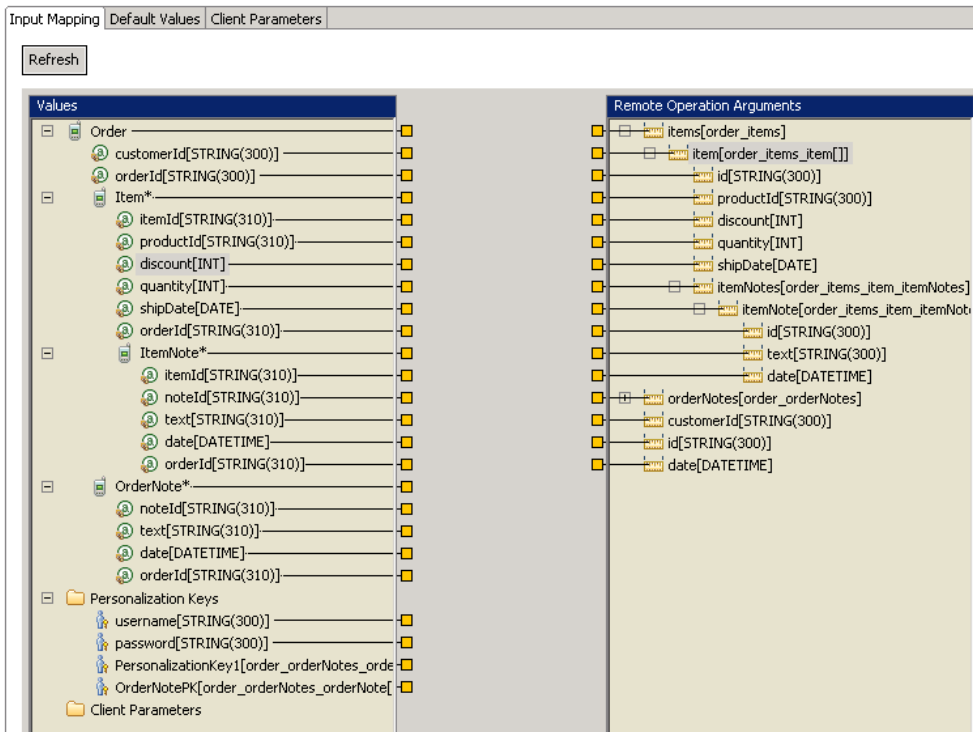 Input Mapping Default Values Client Parameters
Refresh
Values
Order
customerId[STRING(300)]
orderId[STRING(300)]
Item*
itemId[STRING(310)]
productId[STRING(310)]
discount[INT]
quantity[INT]
shipDate[DATE]
orderId[STRING(310)]
ItemNote*
itemId[STRING(310)]
noteId[STRING(310)]
text[STRING(310)]
date[DATETIME]
orderId[STRING(310)]
OrderNote*
noteId[STRING(310)]
text[STRING(310)]
date[DATETIME]
orderId[STRING(310)]
Personalization Keys
username[STRING(300)]
password[STRING(300)]
PersonalizationKey1[order_orderNotes_orde
OrderNotePK[order_orderNotes_orderNote[
Client Parameters
Remote Operation Arguments
items[order_items]
item[order_items_item[]]
id[STRING(300)]
productId[STRING(300)]
discount[INT]
quantity[INT]
shipDate[DATE]
itemNotes[order_items_item_itemNotes]
itemNote[order_items_item_itemNot
id[STRING(300)]
text[STRING(300)]
date[DATETIME]
orderNotes[order_orderNotes]
customerId[STRING(300)]
id[STRING(300)]
date[DATETIME]